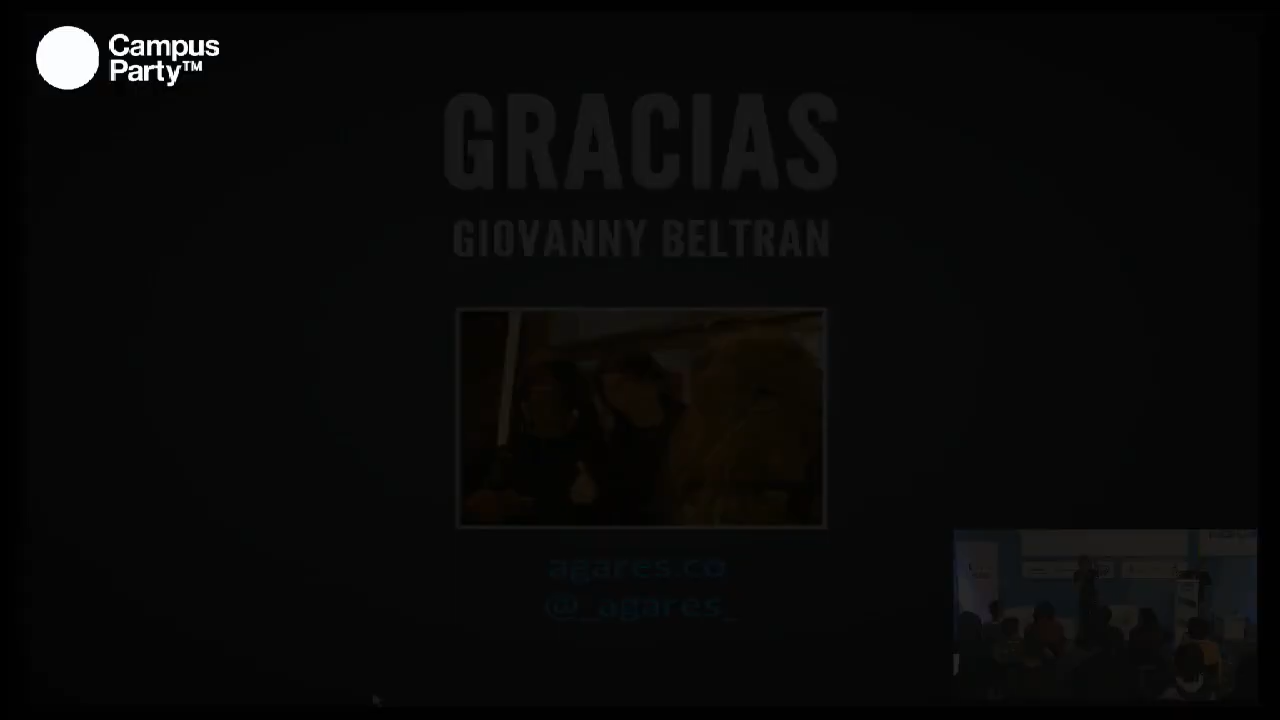 Campus
Party™
GRACIAS
GIOVANNY BELTRAN
agares.co
@_agares_